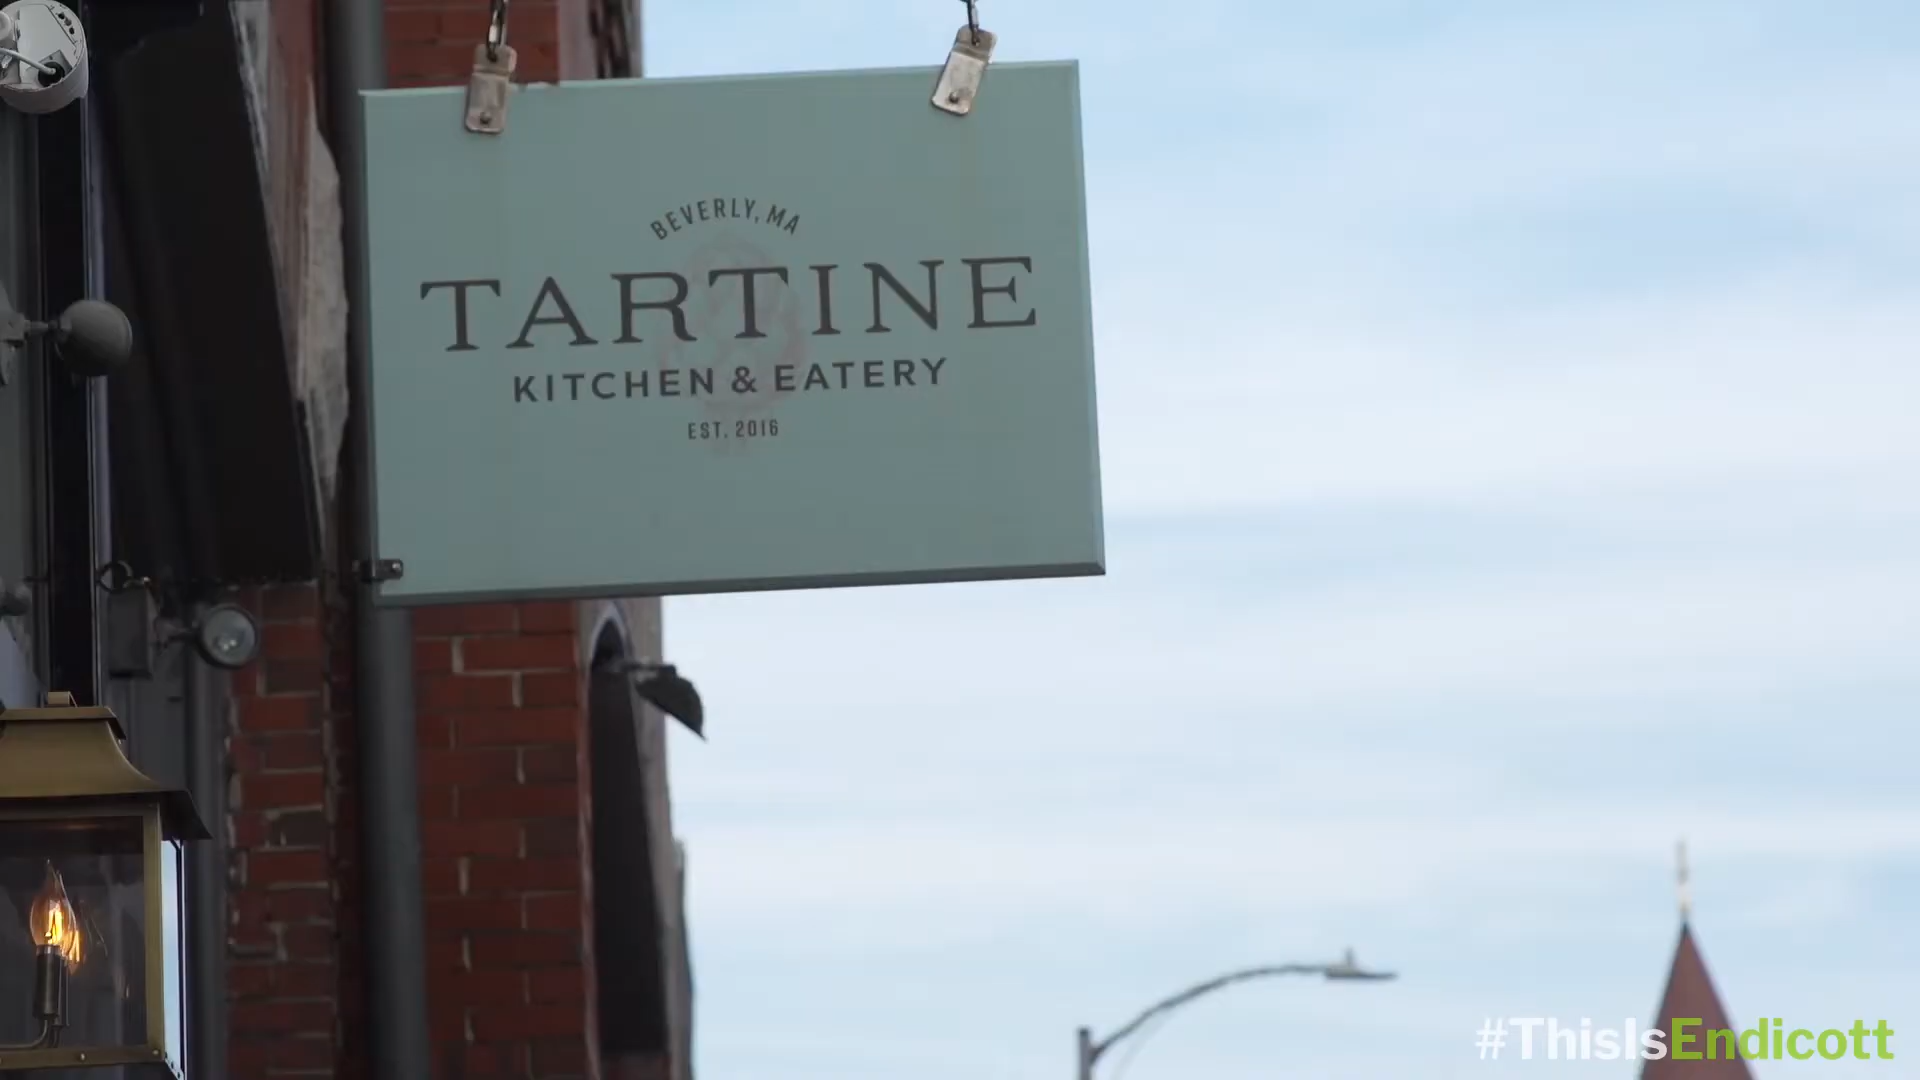 BEVERLY, MA
TARTINE
KITCHEN & EATERY
EST. 2016
#ThisIsEndicott